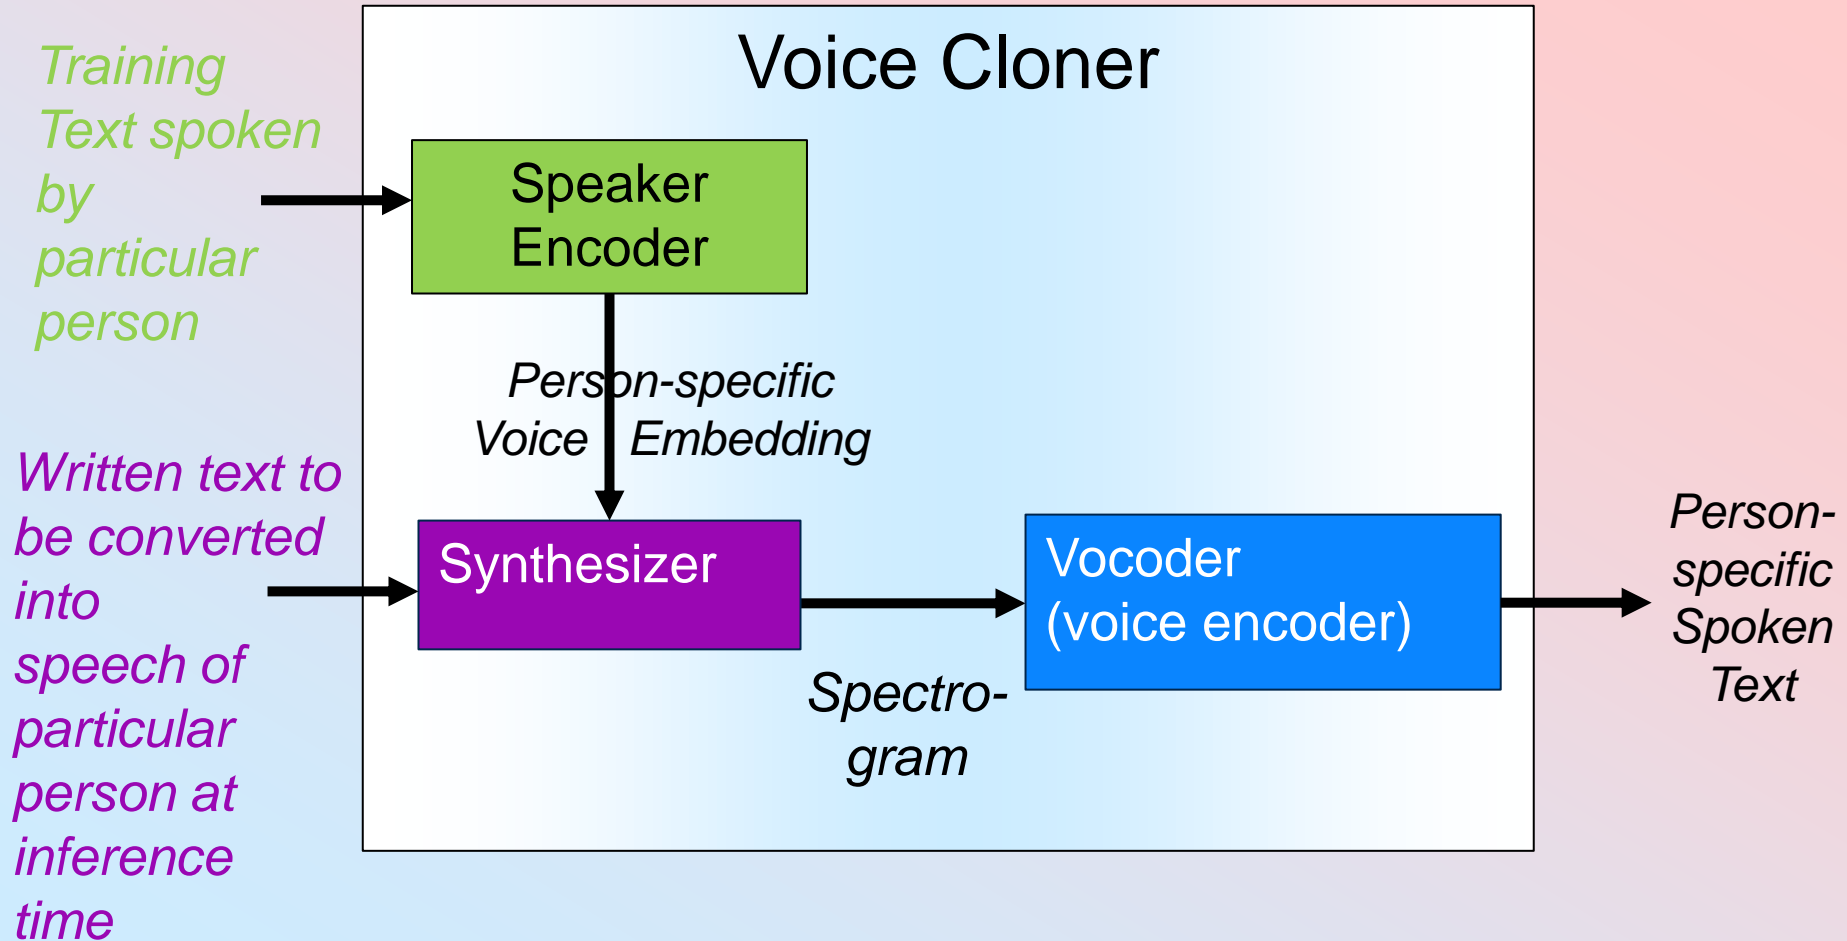 Voice Cloner
Training
Text spoken
by
particular
person
Speaker
Encoder
Person-specific
Voice Embedding
Written text to
be converted
into
speech of
particular
person at
inference
time
Synthesizer
Spectro-
gram
Vocoder
(voice encoder)
Person-
specific
Spoken
Text